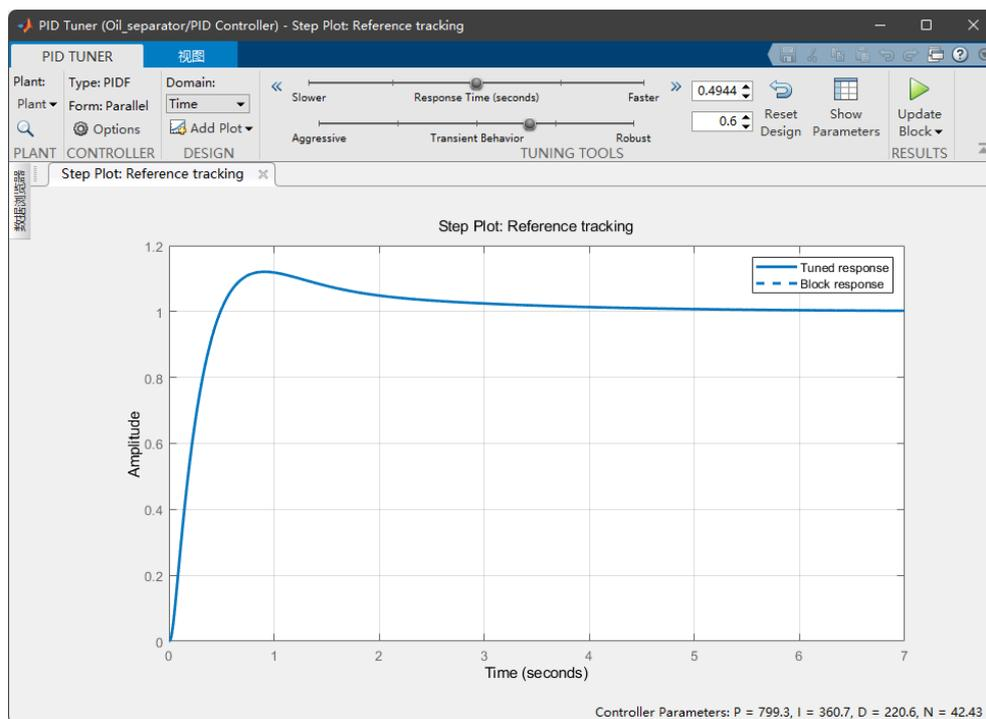 PID Tuner (Oil_separator/PID Controller) - Step Plot: Reference tracking
PID TUNER 视图
Plant: Type: PIDF Domain:
Plant Form: Parallel Time
Options Add Plot
PLANT CONTROLLER DESIGN
Slower Response Time (seconds) Faster 0.4944
Aggressive Transient Behavior Robust 0.6
Reset Design Show Parameters Update Block
TUNING TOOLS RESULTS
数据浏览器
Step Plot: Reference tracking
Step Plot: Reference tracking
Tuned response
Block response
Amplitude
1.2
1
0.8
0.6
0.4
0.2
0
0 1 2 3 4 5 6 7
Time (seconds)
Controller Parameters: P = 799.3, I = 360.7, D = 220.6, N = 42.43